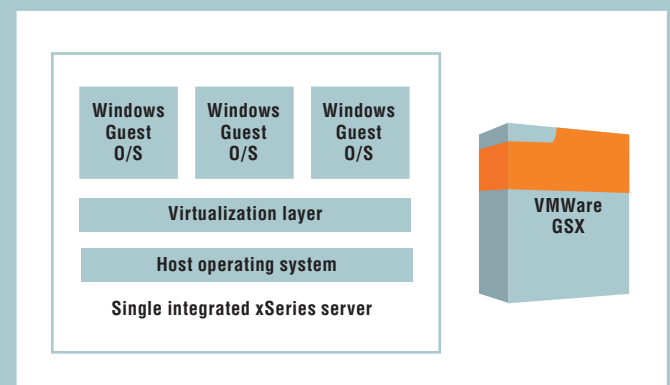 Windows
Guest
O/S
Windows
Guest
O/S
Windows
Guest
O/S
Virtualization layer
Host operating system
Single integrated xSeries server
VMWare
GSX